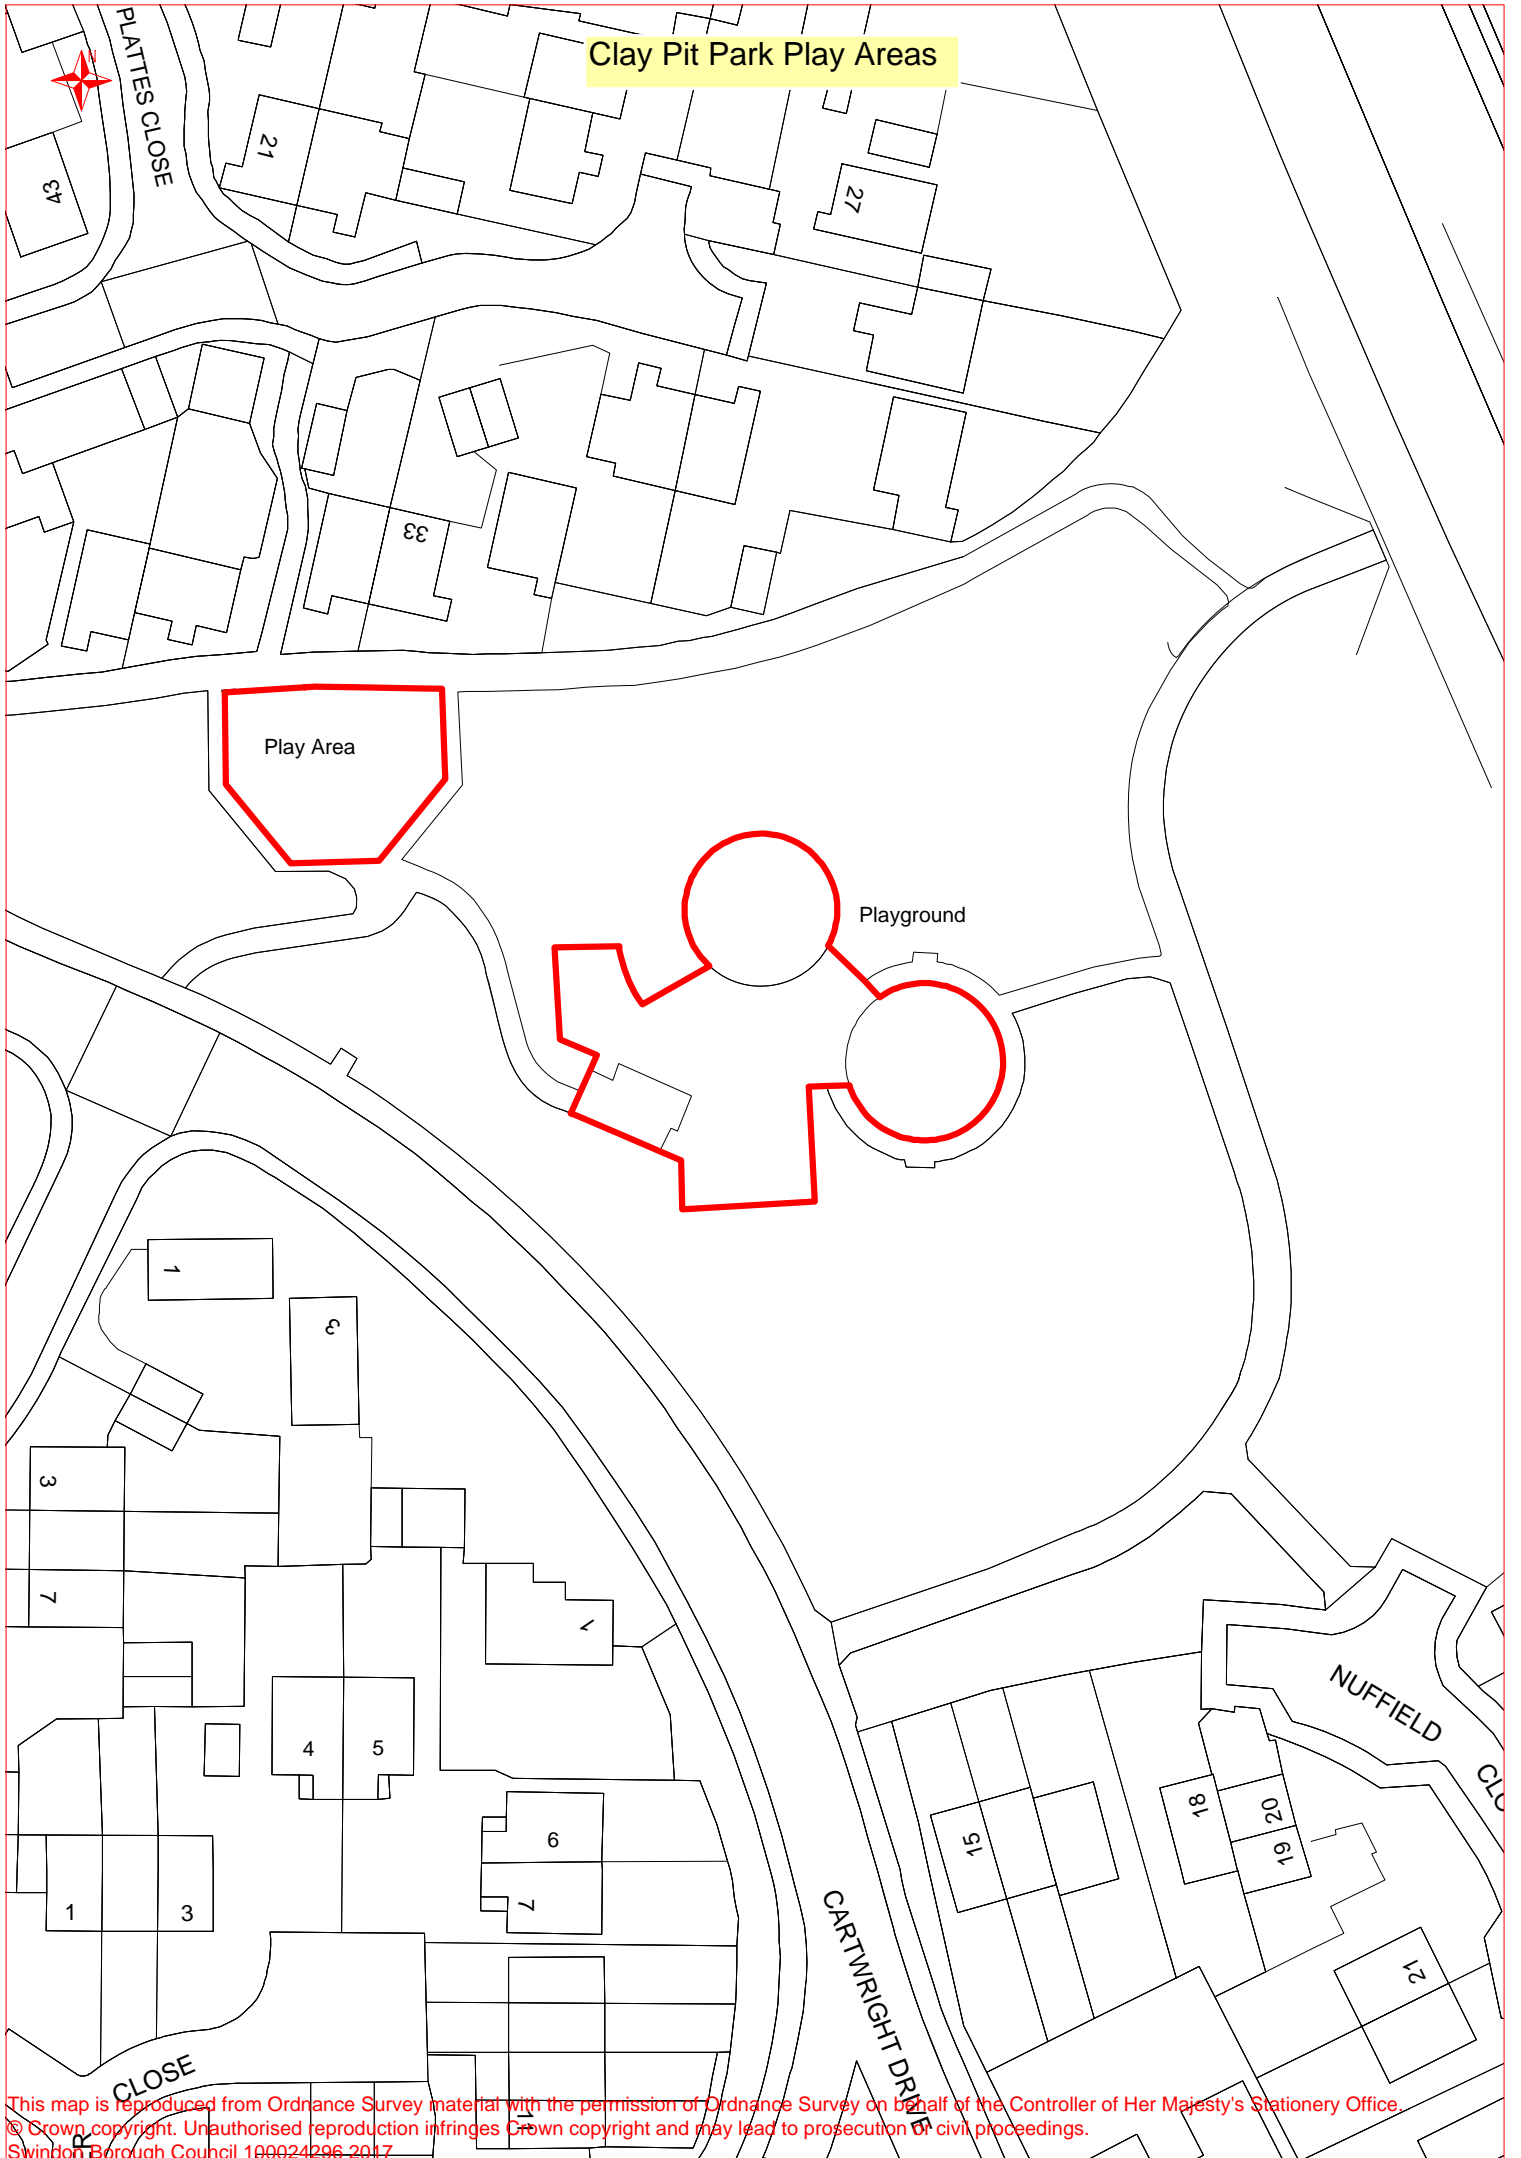 Clay Pit Park Play Areas
N
PLATTES CLOSE
43
21
27
33
Play Area
Playground
1
3
3
7
1
4
5
6
7
1
3
11
CLOSE
R
CARTWRIGHT DRIVE
NUFFIELD
CLO
15
18
20
19
21
This map is reproduced from Ordnance Survey material with the permission of Ordnance Survey on behalf of the Controller of Her Majesty's Stationery Office.
© Crown copyright. Unauthorised reproduction infringes Crown copyright and may lead to prosecution or civil proceedings.
Swindon Borough Council 100024296 2017